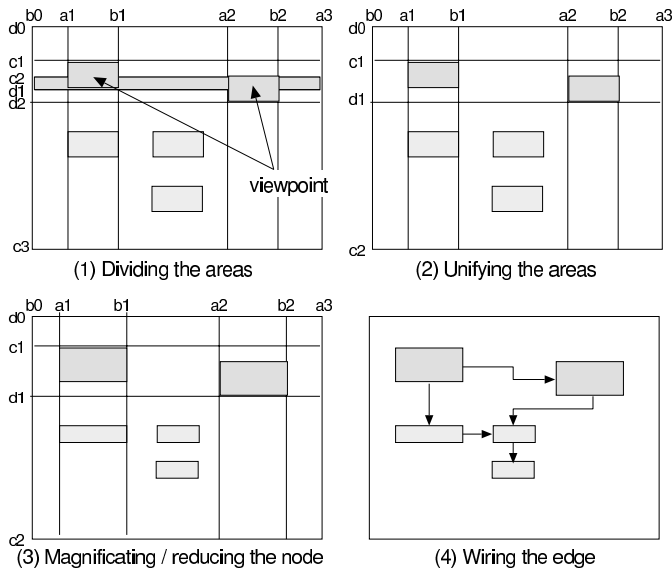 b0 a1 b1 a2 b2 a3
d0
c1
c2
d1
d2
viewpoint
c3
(1) Dividing the areas
b0 a1 b1 a2 b2 a3
d0
c1
d1
c2
(2) Unifying the areas
b0 a1 b1 a2 b2 a3
d0
c1
d1
c2
(3) Magnificating / reducing the node
(4) Wiring the edge